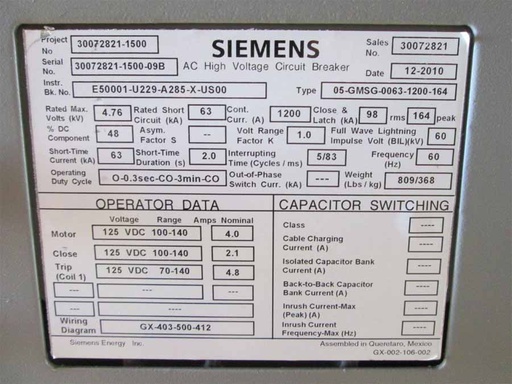 Project No 30072821-1500 SIEMENS Sales No 30072821
Serial No. 30072821-1500-09B AC High Voltage Circuit Breaker Date 12-2010
Instr. Bk. No. E50001-U229-A285-X-US00 Type 05-GMSG-0063-1200-164
Rated Max. Volts (kV) 4.76 Rated Short Circuit (kA) 63 Cont. Curr. (A) 1200 Close & Latch (kA) 98 rms 164 peak
% DC Component 48 Asym. Factor S -- Volt Range Factor K 1.0 Full Wave Lightning Impulse Volt (BIL)(kV) 60
Short-Time Current (kA) 63 Short-Time Duration (s) 2.0 Interrupting Time (Cycles / ms) 5/83 Frequency (Hz) 60
Operating Duty Cycle O-0.3sec-CO-3min-CO Out-of-Phase Switch Curr. (kA) --- Weight (Lbs / kg) 809/368
OPERATOR DATA
Voltage Range Amps Nominal
Motor 125 VDC 100-140 4.0
Close 125 VDC 100-140 2.1
Trip (Coil 1) 125 VDC 70-140 4.8
--- --- ---
--- --- ---
Wiring Diagram GX-403-500-412
Siemens Energy Inc.
CAPACITOR SWITCHING
Class ----
Cable Charging Current (A) ----
Isolated Capacitor Bank Current (A) ----
Back-to-Back Capacitor Bank Current (A) ----
Inrush Current-Max (Peak) (A) ----
Inrush Current Frequency-Max (Hz) ----
Assembled in Queretaro, Mexico
GX-002-106-002